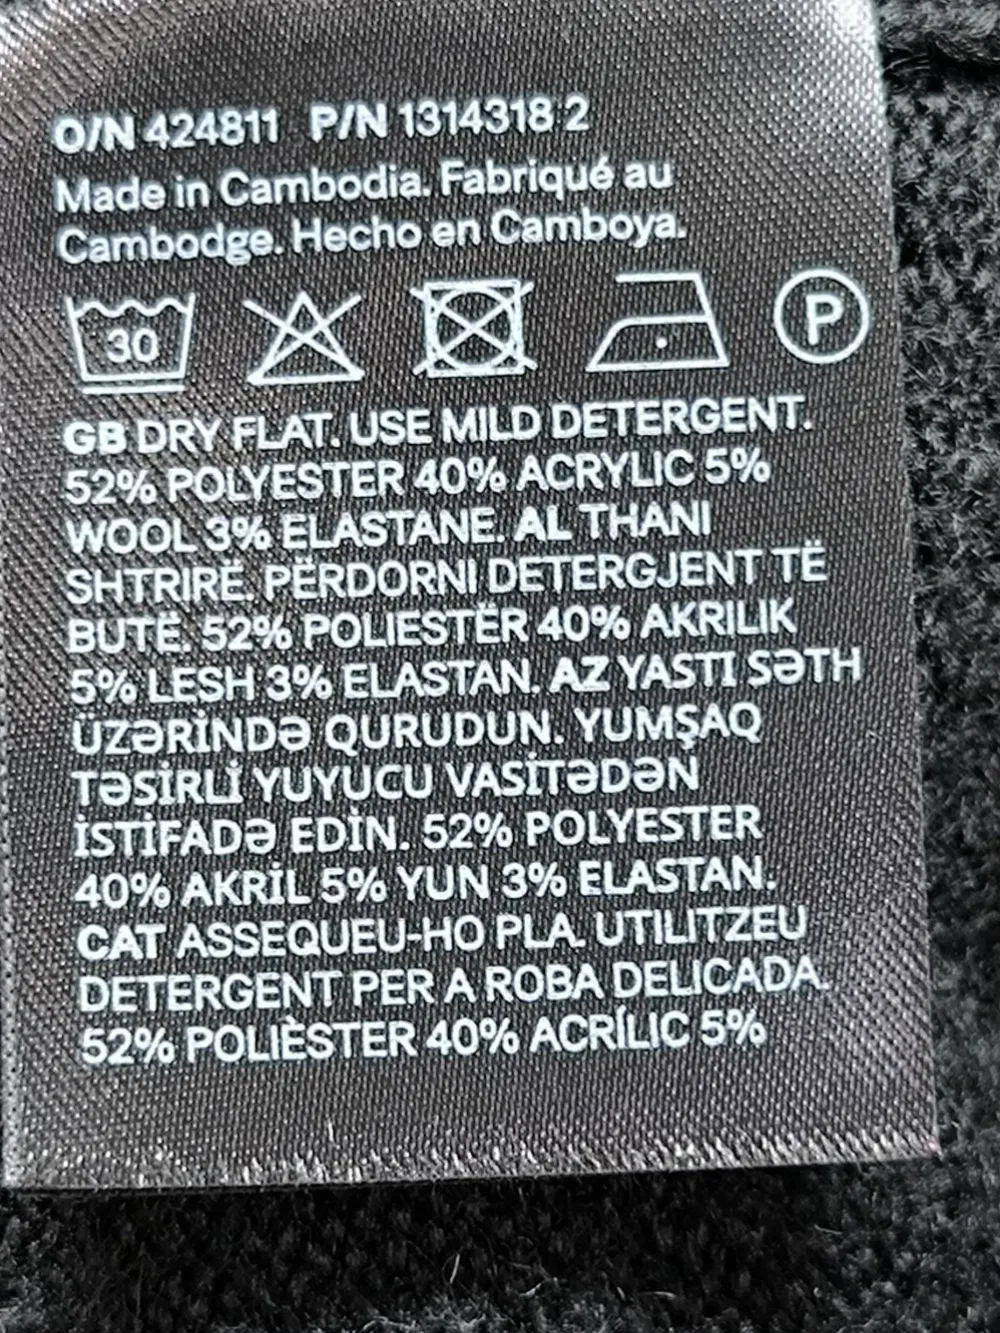 O/N 424811 P/N 1314318 2
Made in Cambodia. Fabriqué au
Cambodge. Hecho en Camboya.
30 P
GB DRY FLAT. USE MILD DETERGENT.
52% POLYESTER 40% ACRYLIC 5%
WOOL 3% ELASTANE. AL THANI
SHTRIRË. PËRDORNI DETERGJENT TË
BUTË. 52% POLIESTËR 40% AKRILIK
5% LESH 3% ELASTAN. AZ YASTI SƏTH
ÜZƏRİNDƏ QURUDUN. YUMŞAQ
TƏSİRLİ YUYUCU VASİTƏDƏN
İSTİFADƏ EDİN. 52% POLYESTER
40% AKRİL 5% YUN 3% ELASTAN.
CAT ASSEQUEU-HO PLA. UTILITZEU
DETERGENT PER A ROBA DELICADA.
52% POLIÈSTER 40% ACRÍLIC 5%